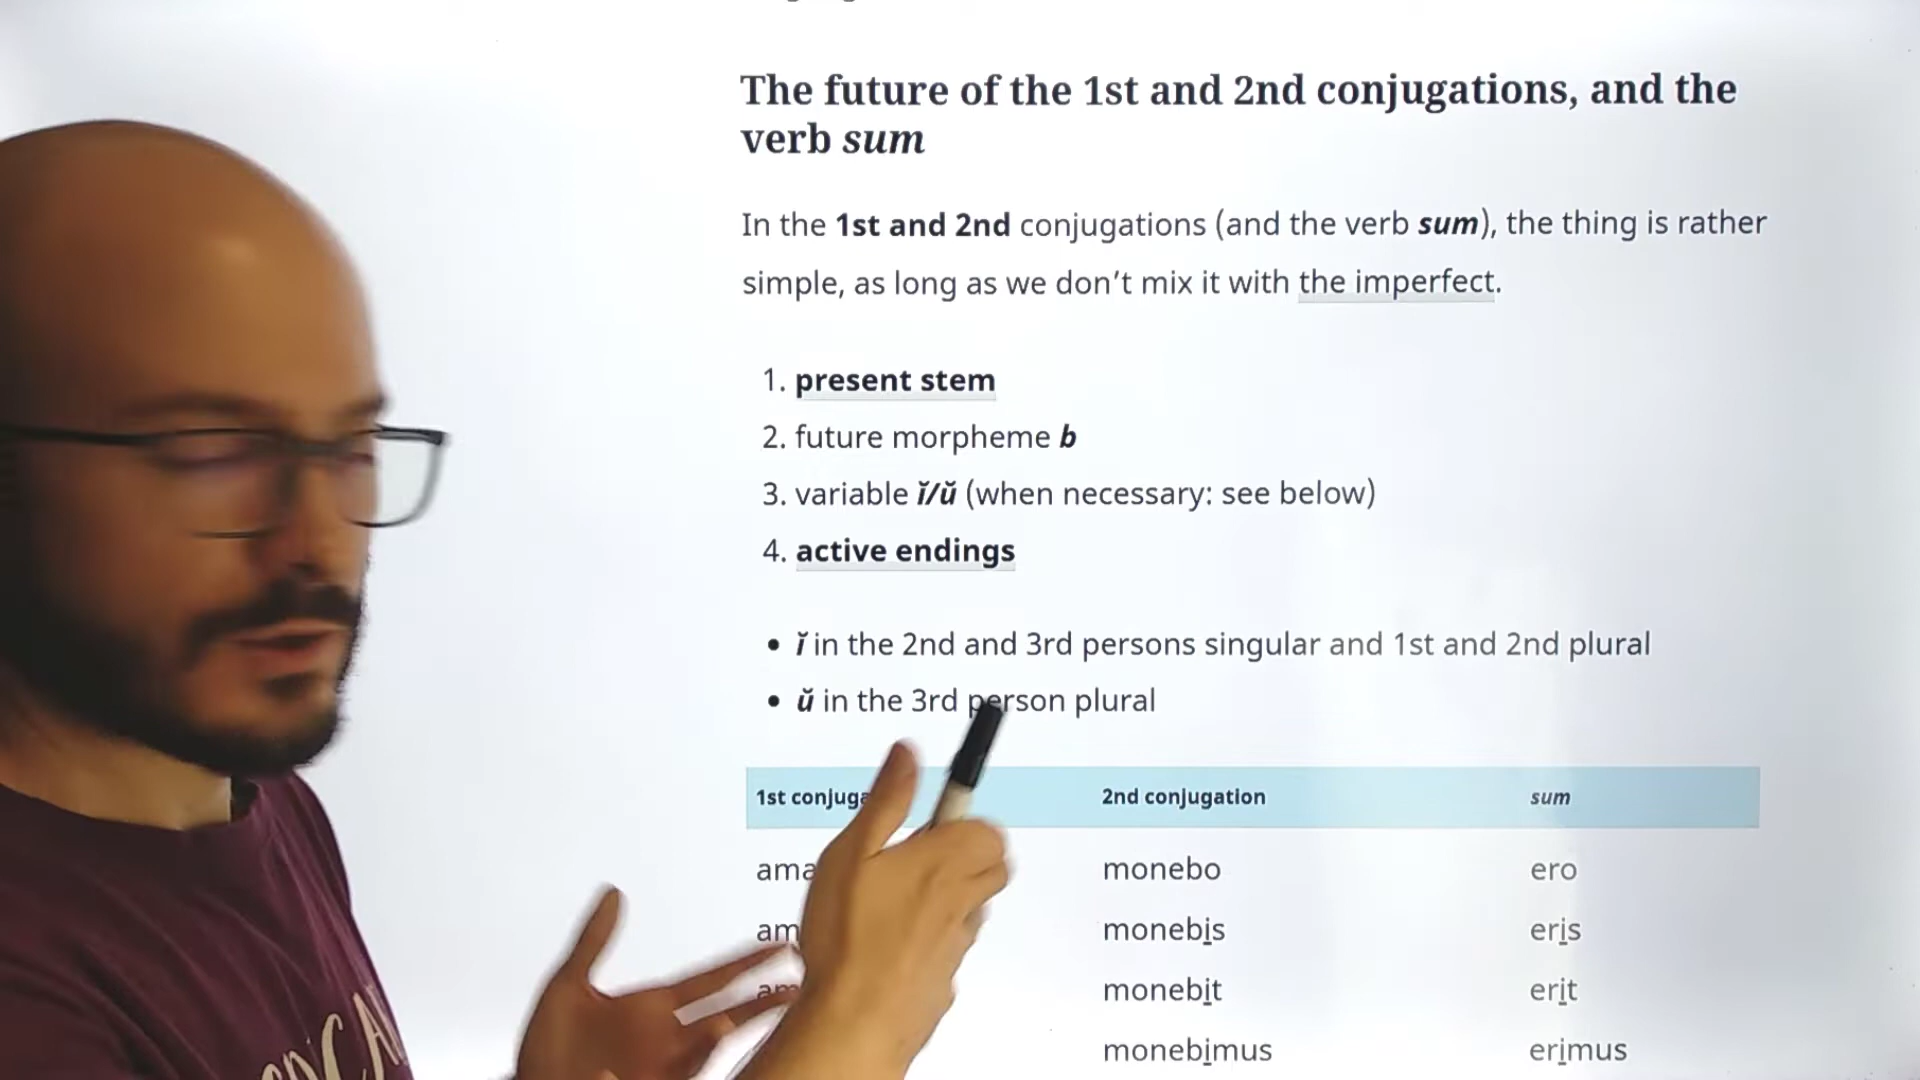 The future of the 1st and 2nd conjugations, and the
verb sum
In the 1st and 2nd conjugations (and the verb sum), the thing is rather
simple, as long as we don’t mix it with the imperfect.
1. present stem
2. future morpheme b
3. variable ĭ/ŭ (when necessary: see below)
4. active endings
• ĭ in the 2nd and 3rd persons singular and 1st and 2nd plural
• ŭ in the 3rd person plural
2nd conjugation sum
monebo ero
monebis eris
monebit erit
monebimus erimus